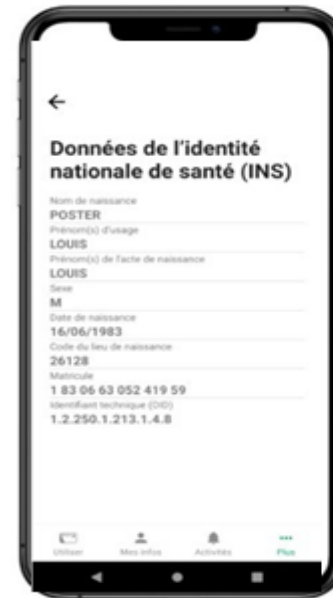 Données de l'identité
nationale de santé (INS)
Nom de naissance
POSTER
Prénom(s) d'usage
LOUIS
Prénom(s) de l'acte de naissance
LOUIS
Sexe
M
Date de naissance
16/06/1983
Code du lieu de naissance
26128
Matricule
1 83 06 63 052 419 59
Identifiant technique (OID)
1.2.250.1.213.1.4.8
Utiliser Mes infos Activités Plus